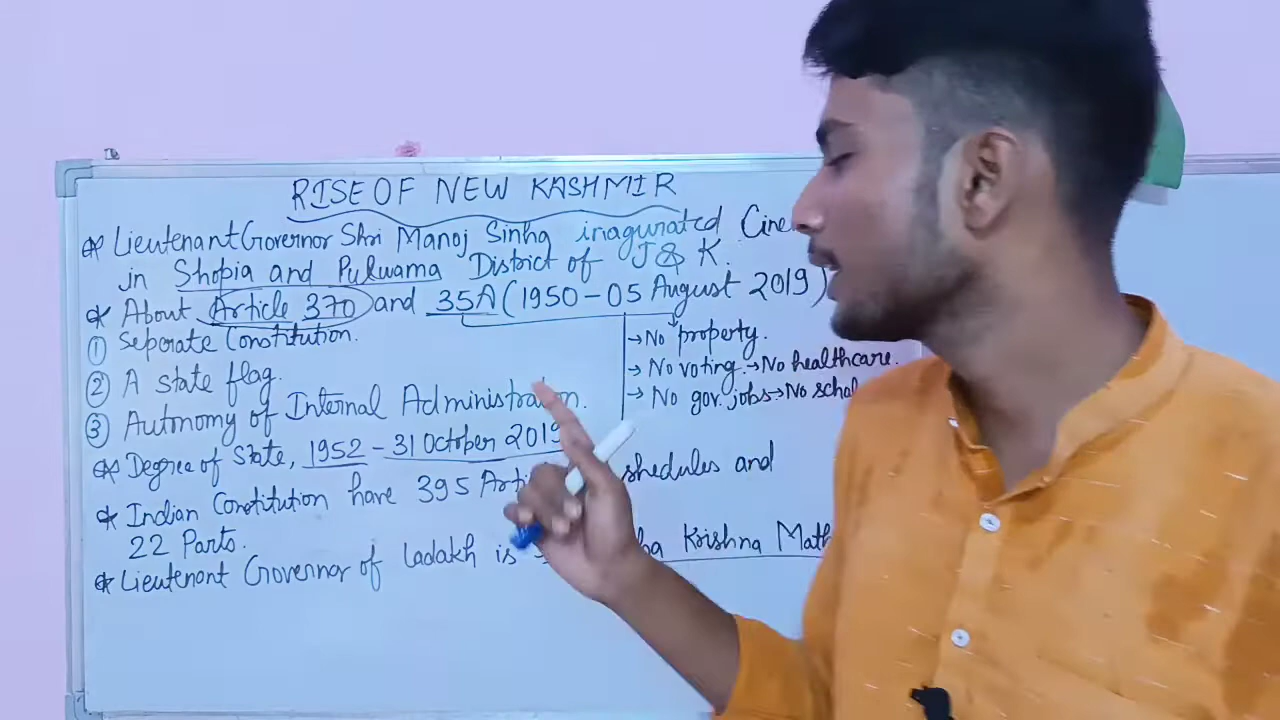 RISE OF NEW KASHMIR
* Lieutenant Governor Shri Manoj Sinha inagurated
in Shopia and Pulwama District of J & K.
* About Article 370 and 35A (1950 - 05 August 2019)
① Seperate Constitution.
→ No property.
② A state flag.
→ No voting. → No healthcare.
③ Autonomy of Internal Administration.
→ No gov. jobs → No
* Degree of State, 1952 - 31 October 2019
* Indian Constitution have 395 shedules and
22 Parts.
* Lieutenant Governor of Ladakh is Krishna